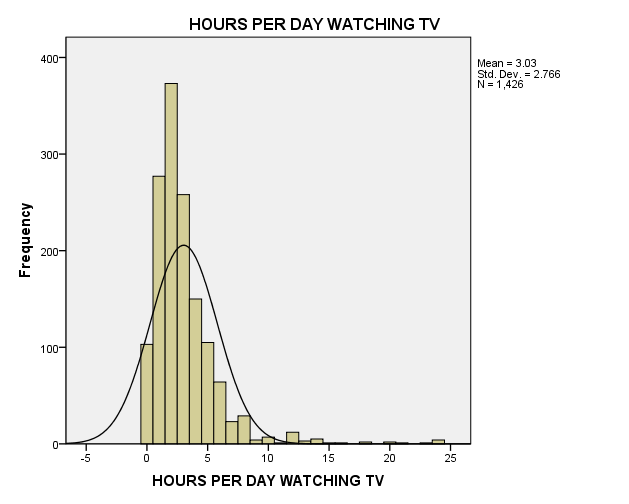 HOURS PER DAY WATCHING TV
Mean = 3.03
Std. Dev. = 2.766
N = 1,426
Frequency
400
300
200
100
0
-5 0 5 10 15 20 25
HOURS PER DAY WATCHING TV